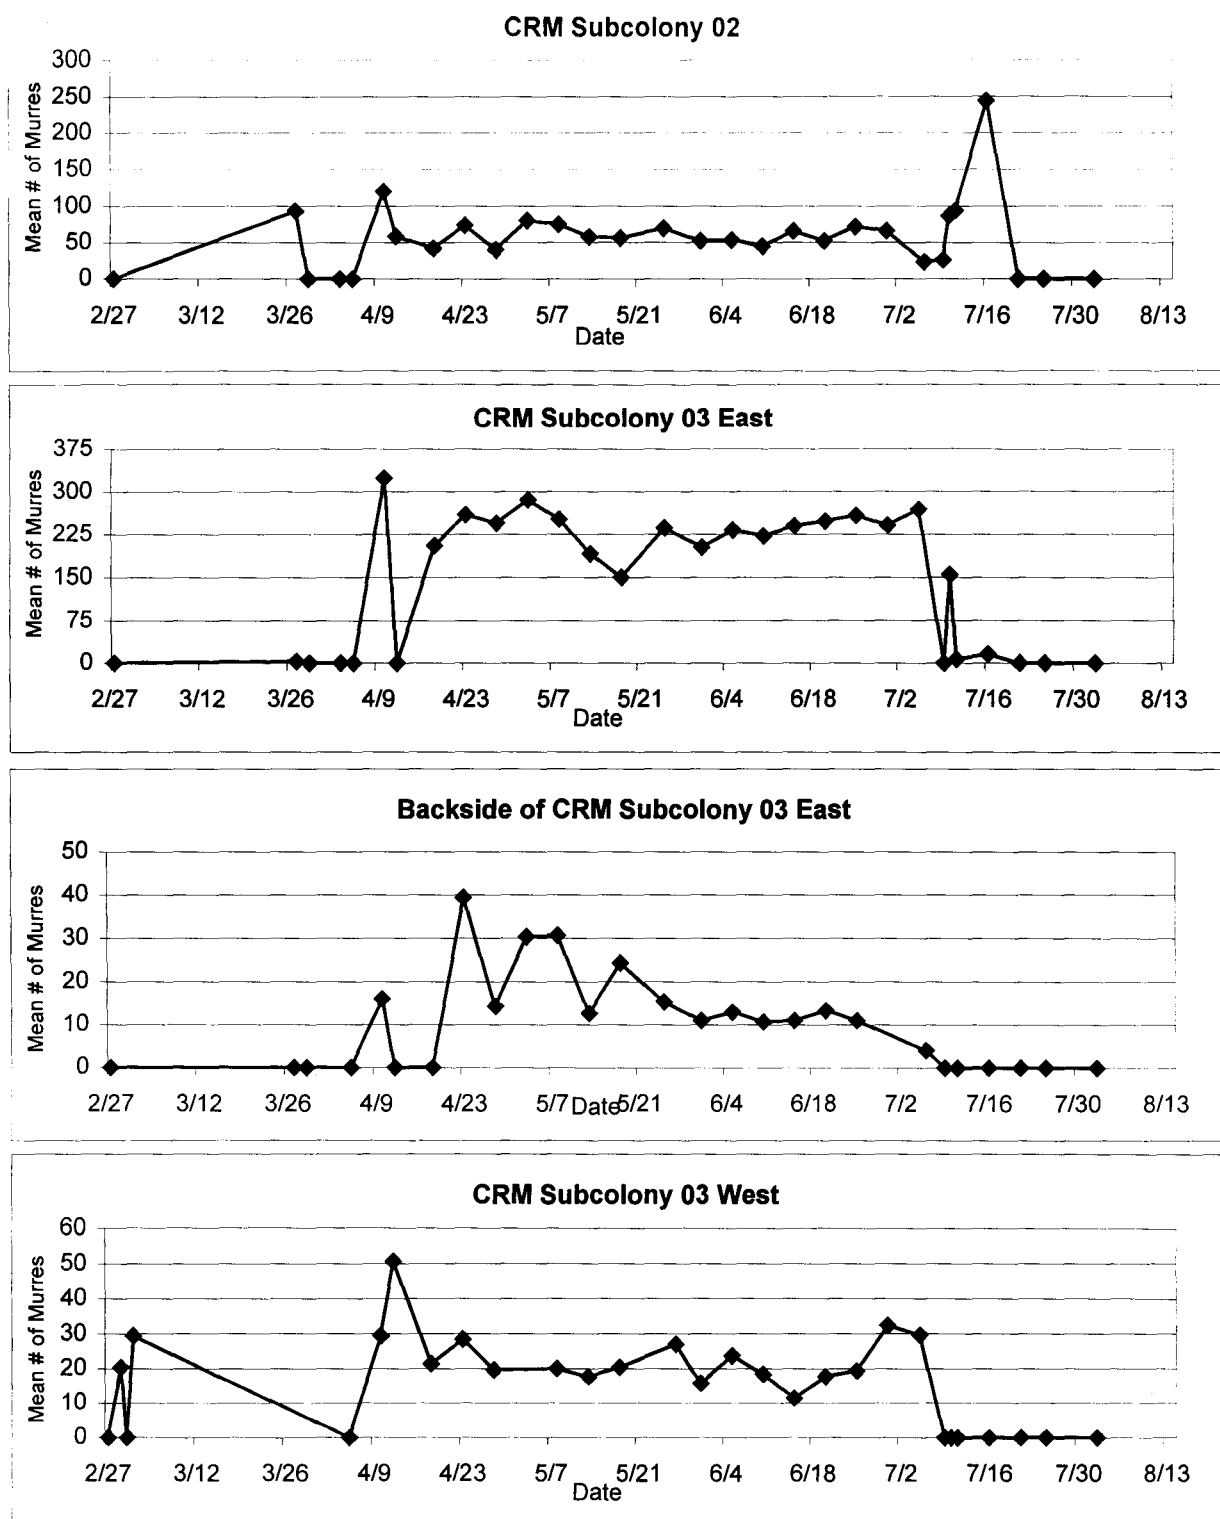 CRM Subcolony 02
300
250
200
150
100
50
0
Mean # of Murres
2/27 3/12 3/26 4/9 4/23 5/7 5/21 6/4 6/18 7/2 7/16 7/30 8/13
Date
CRM Subcolony 03 East
375
300
225
150
75
0
Mean # of Murres
2/27 3/12 3/26 4/9 4/23 5/7 5/21 6/4 6/18 7/2 7/16 7/30 8/13
Date
Backside of CRM Subcolony 03 East
50
40
30
20
10
0
Mean # of Murres
2/27 3/12 3/26 4/9 4/23 5/7 5/21 6/4 6/18 7/2 7/16 7/30 8/13
Date
CRM Subcolony 03 West
60
50
40
30
20
10
0
Mean # of Murres
2/27 3/12 3/26 4/9 4/23 5/7 5/21 6/4 6/18 7/2 7/16 7/30 8/13
Date